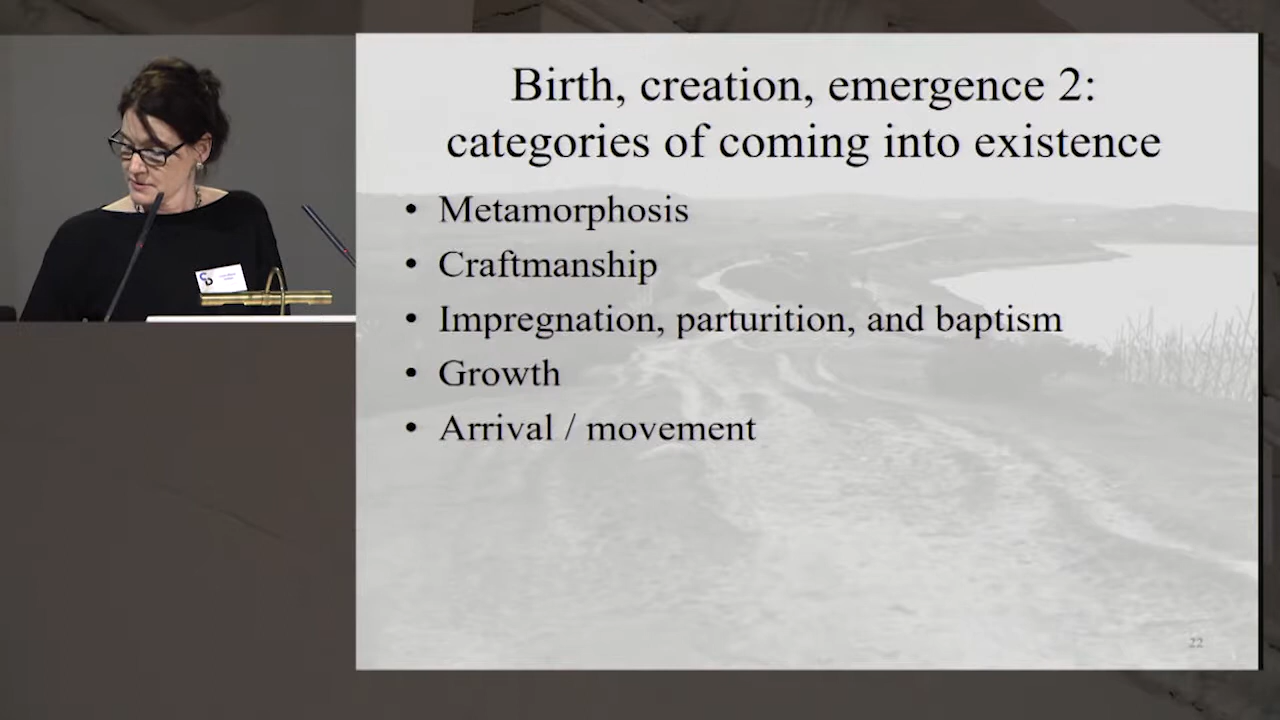 Birth, creation, emergence 2:
categories of coming into existence
• Metamorphosis
• Craftmanship
• Impregnation, parturition, and baptism
• Growth
• Arrival / movement
22